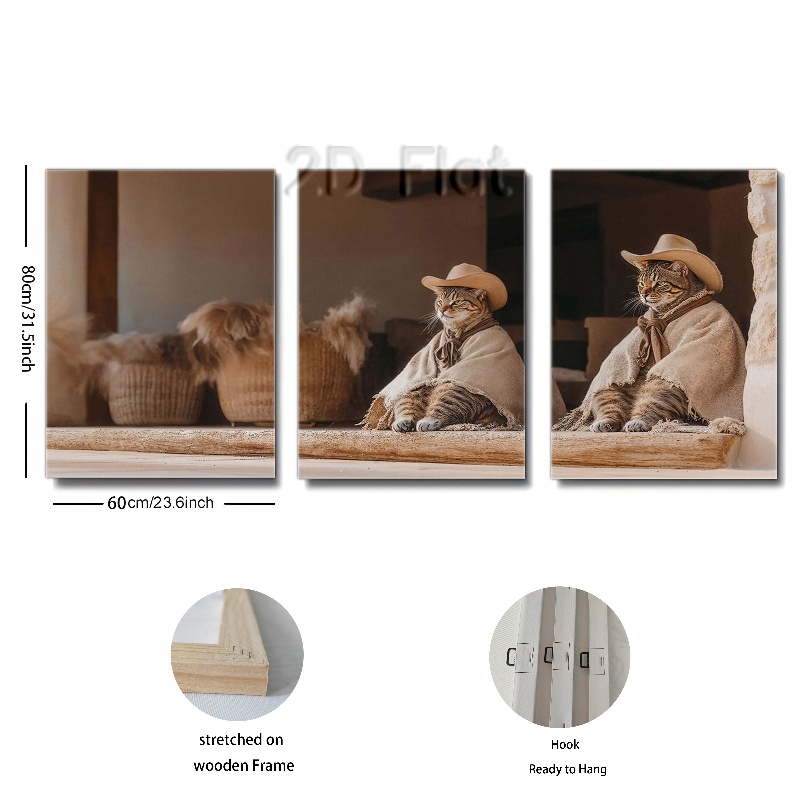 2D Flat
80cm/31.5inch
60cm/23.6inch
stretched on
wooden Frame
Hook
Ready to Hang